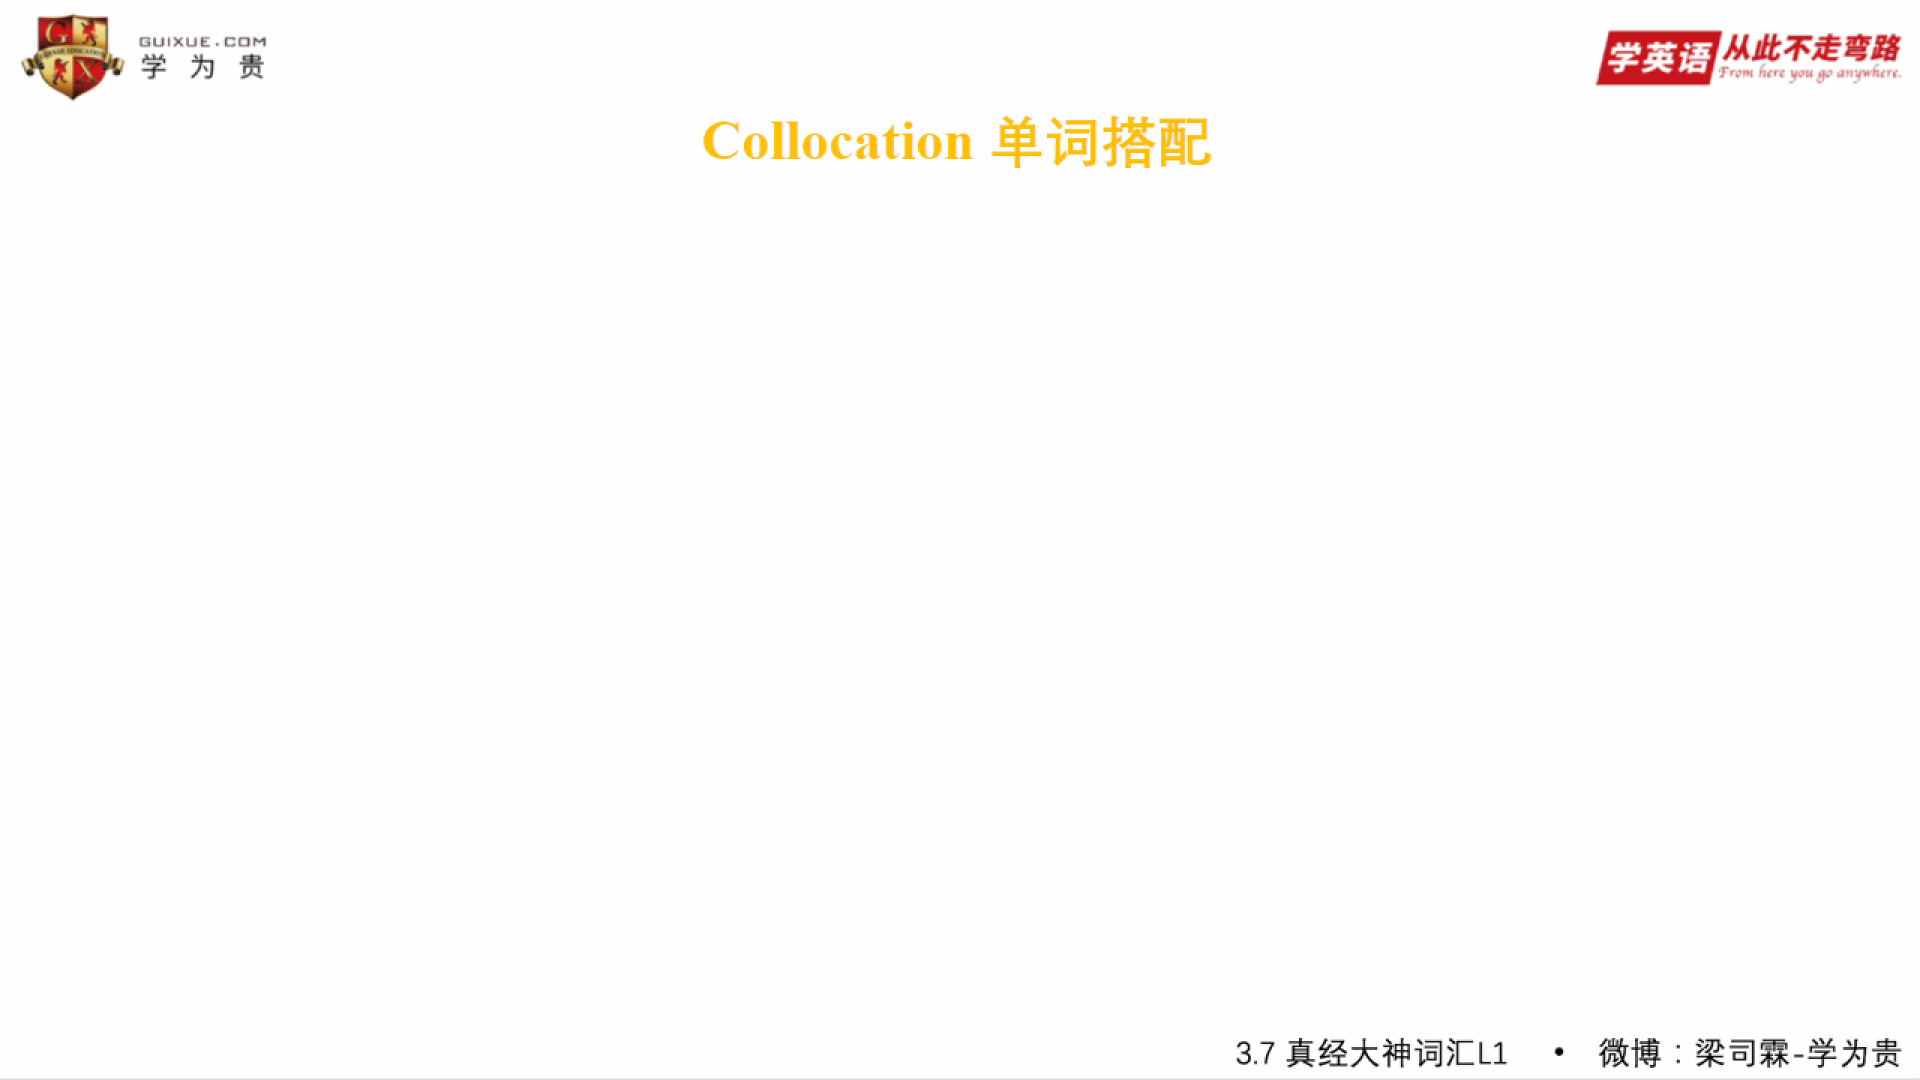 GUIXUE.COM
学为贵
学英语 从此不走弯路
From here you go anywhere.
Collocation 单词搭配
3.7 真经大神词汇L1 • 微博：梁司霖-学为贵